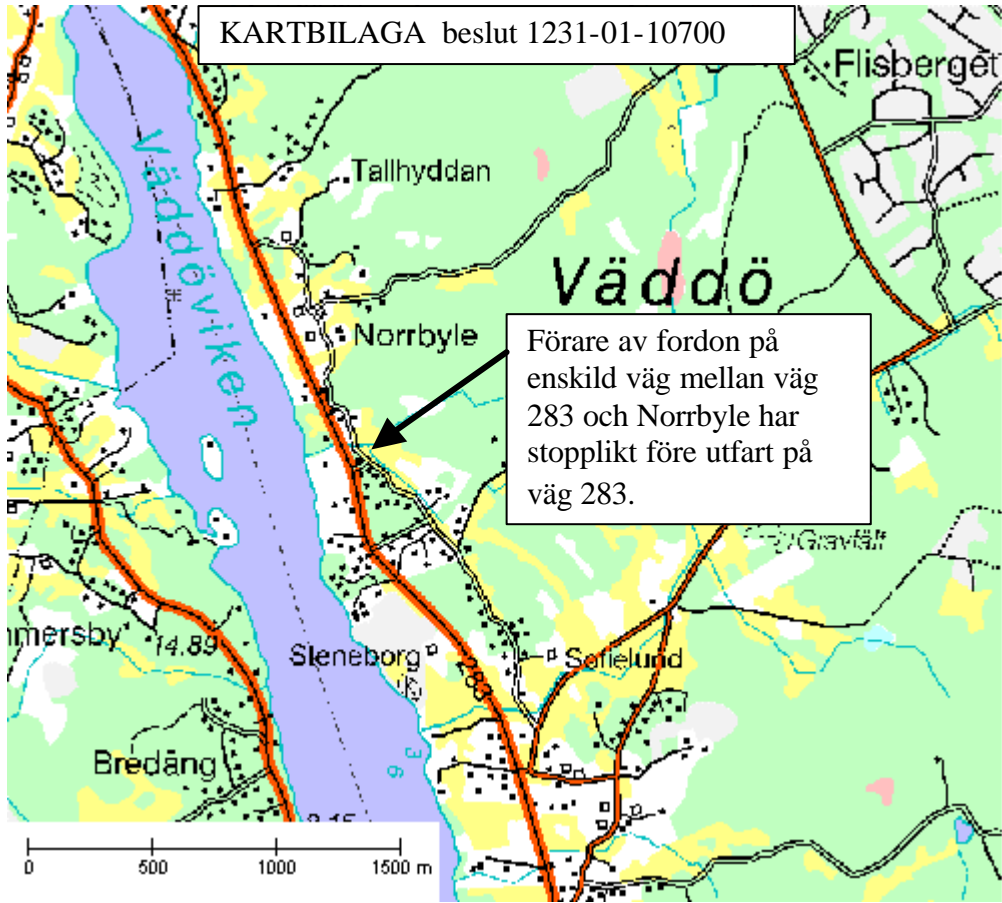 KARTBILAGA beslut 1231-01-10700
Flisberget
Väddöviken
Tallhyddan
Väddö
Norrbyle
Förare av fordon på
enskild väg mellan väg
283 och Norrbyle har
stopplikt före utfart på
väg 283.
Gravfält
mmersby
14.89
Sleneborg
283
Sofielund
Bredäng
0 500 1000 1500 m